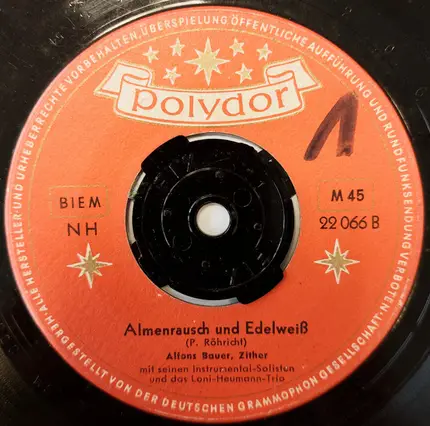 ALLE HERSTELLER- UND URHEBERRECHTE VORBEHALTEN, ÜBERSPIELUNG ÖFFENTLICHE AUFFÜHRUNG UND RUNDFUNKSENDUNG VERBOTEN.
polydor
1
BIEM
NH
M 45
22 066 B
Almenrausch und Edelweiß
(P. Röhricht)
Alfons Bauer, Zither
mit seinen Instrumental-Solisten
und das Loni-Heumann-Trio
HERGESTELLT VON DER DEUTSCHEN GRAMMOPHON GESELLSCHAFT